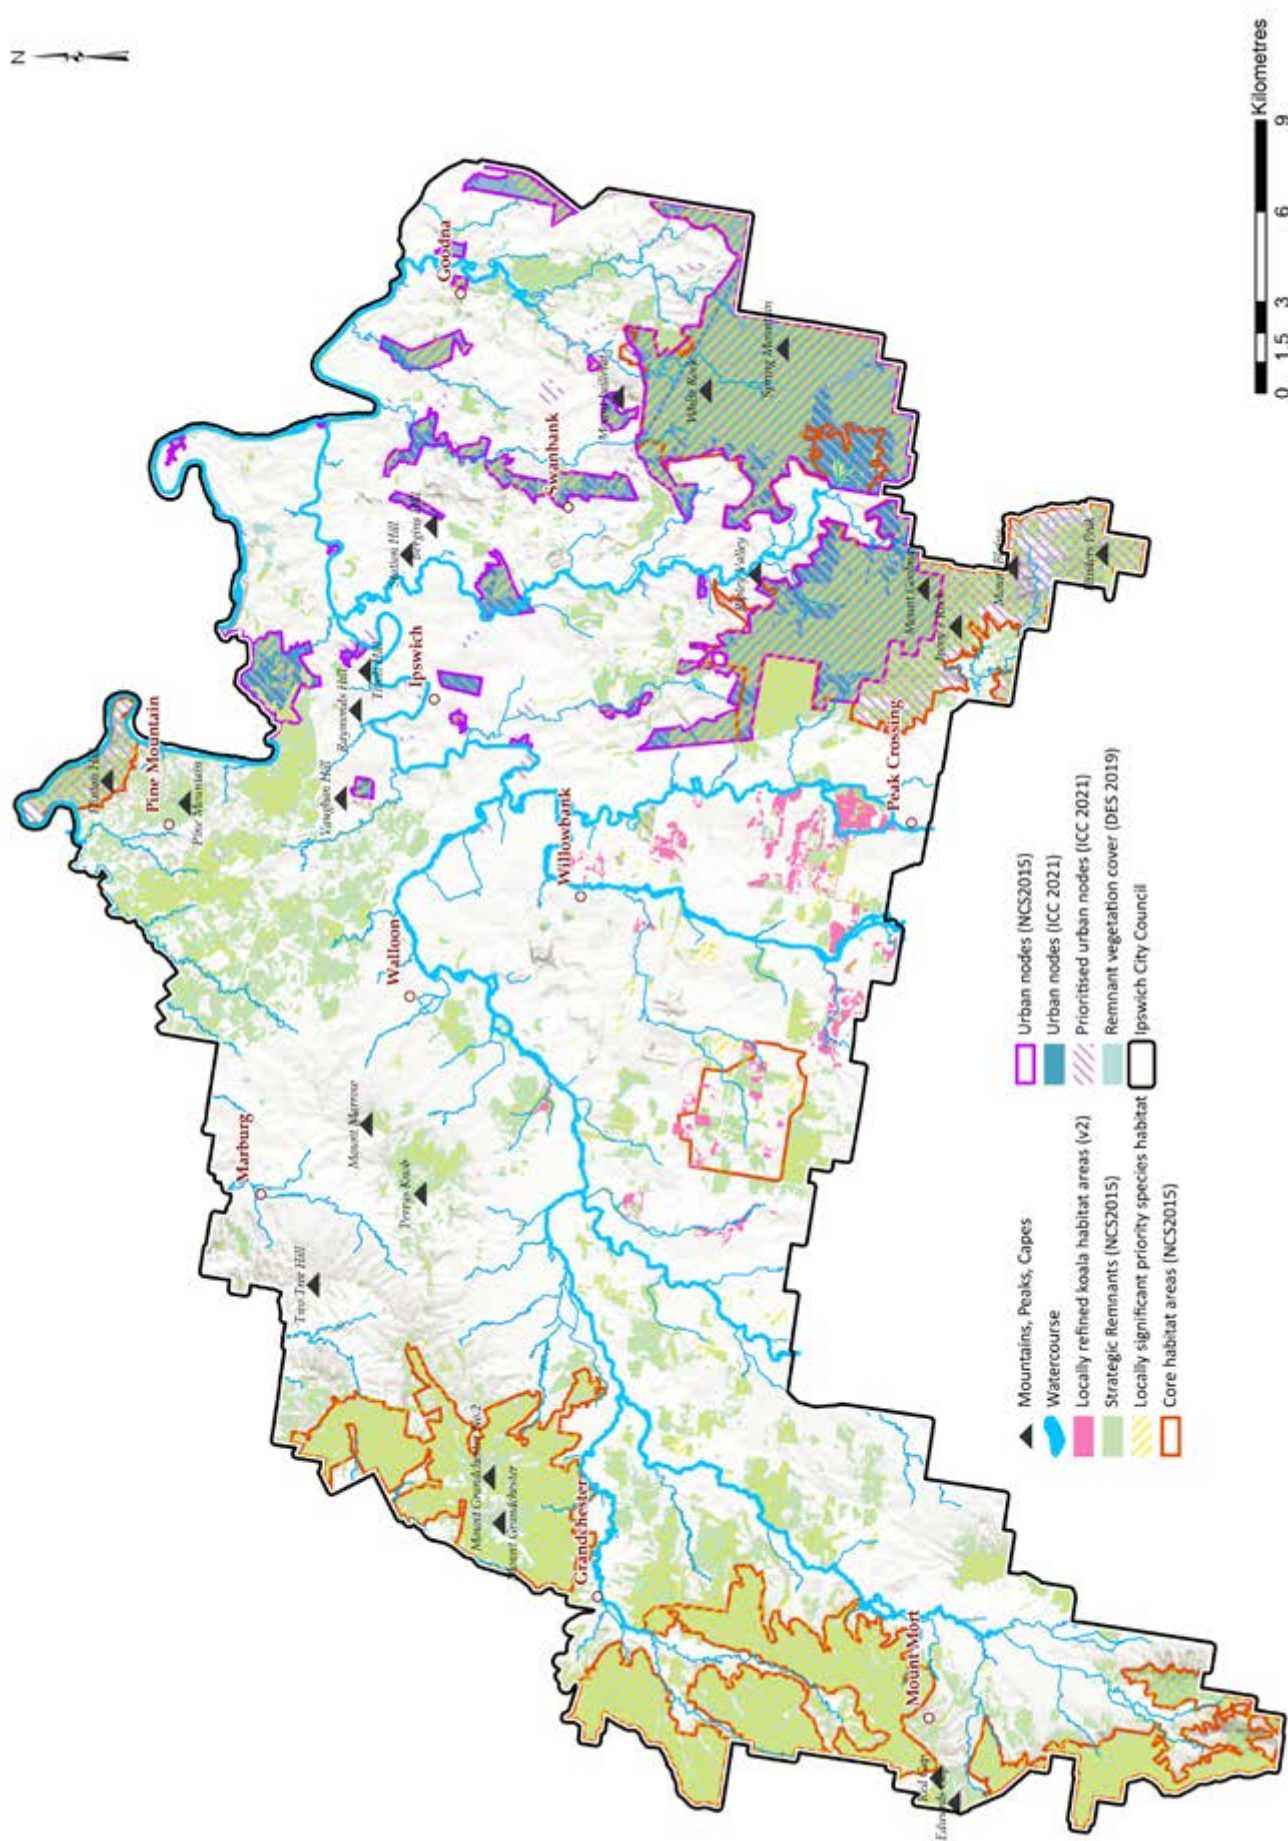 N
Pine Mountain
Pine Mountain
Marburg
Two Tree Hill
Vaughan Hill
Raymonds Hill
Goodna
Mount Marrow
Walloon
Ipswich
Perrys Knob
Swanbank
Willowbank
Mount Grandchester
Grandchester
White Rock
Spring Mountain
Peak Crossing
Mount Mort
Mountains, Peaks, Capes
Watercourse
Locally refined koala habitat areas (v2)
Strategic Remnants (NCS2015)
Locally significant priority species habitat
Core habitat areas (NCS2015)
Urban nodes (NCS2015)
Urban nodes (ICC 2021)
Prioritised urban nodes (ICC 2021)
Remnant vegetation cover (DES 2019)
Ipswich City Council
0 1.5 3 6 9
Kilometres